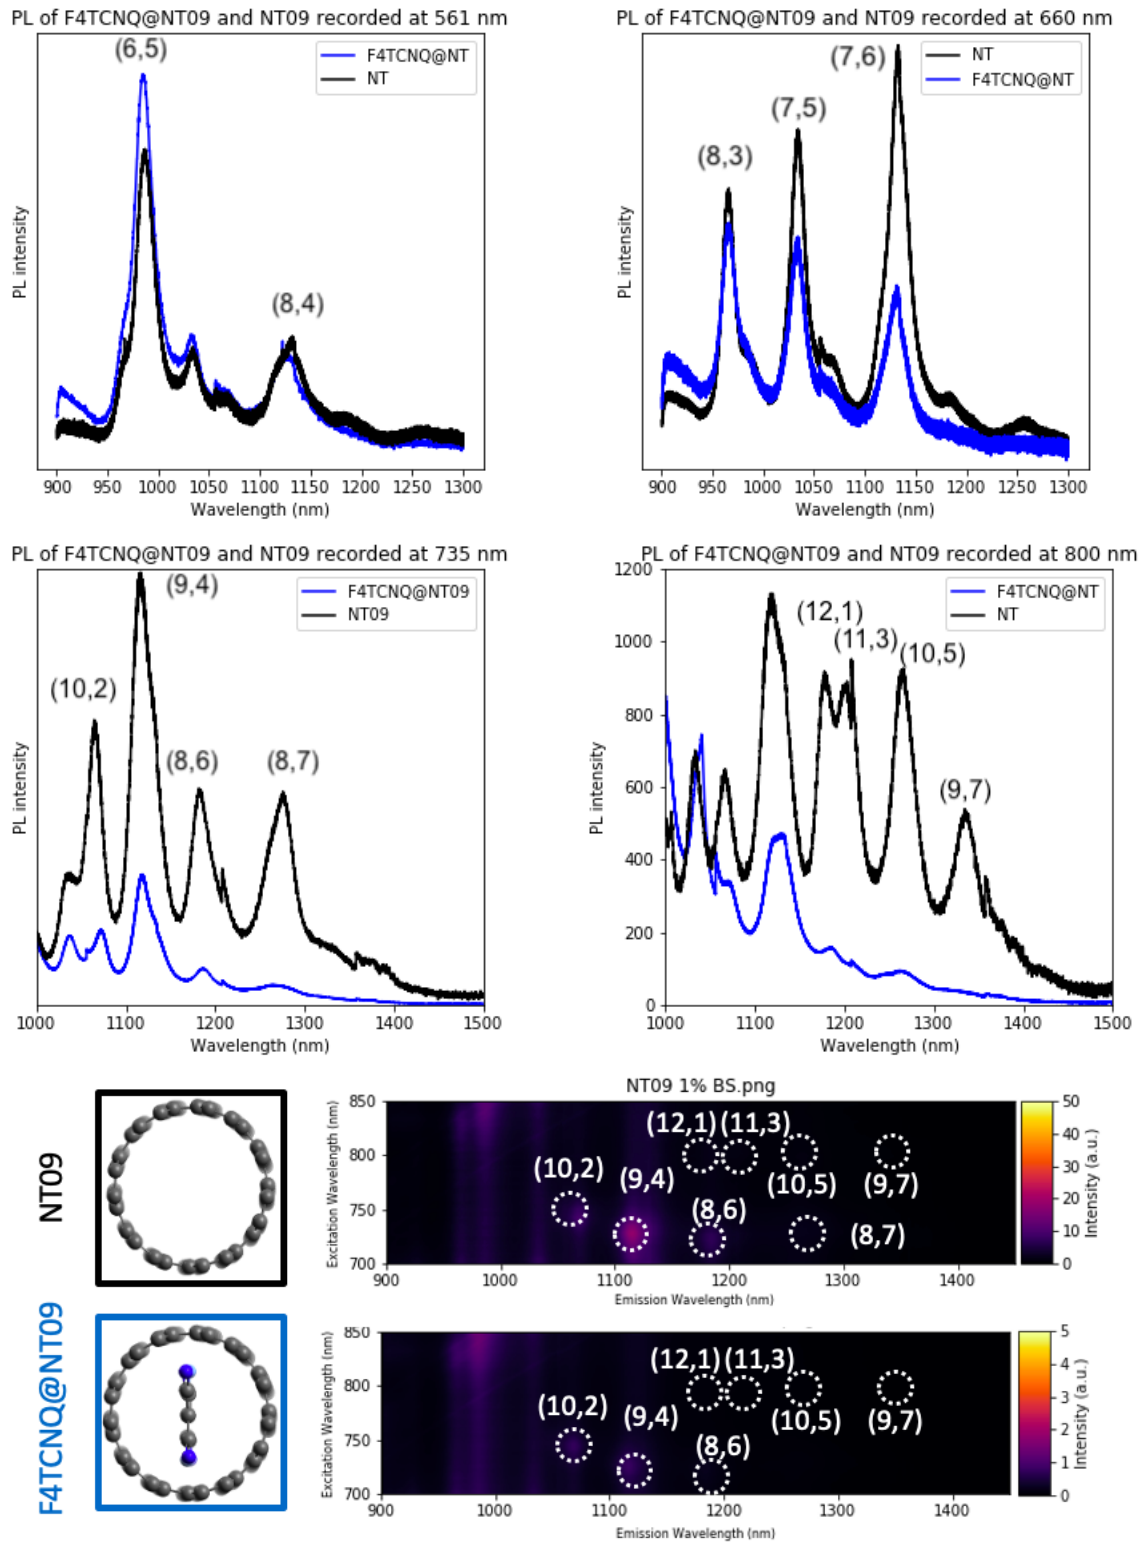 PL of F4TCNQ@NT09 and NT09 recorded at 561 nm
(6,5)
F4TCNQ@NT
NT
(8,4)
PL intensity
900 950 1000 1050 1100 1150 1200 1250 1300
Wavelength (nm)
PL of F4TCNQ@NT09 and NT09 recorded at 660 nm
(7,6)
NT
F4TCNQ@NT
(7,5)
(8,3)
PL intensity
900 950 1000 1050 1100 1150 1200 1250 1300
Wavelength (nm)
PL of F4TCNQ@NT09 and NT09 recorded at 735 nm
(9,4)
F4TCNQ@NT09
NT09
(10,2)
(8,6)
(8,7)
PL intensity
1000 1100 1200 1300 1400 1500
Wavelength (nm)
PL of F4TCNQ@NT09 and NT09 recorded at 800 nm
1200
1000
800
600
400
200
0
F4TCNQ@NT
NT
(12,1)
(11,3)
(10,5)
(9,7)
PL intensity
1000 1100 1200 1300 1400 1500
Wavelength (nm)
NT09
NT09 1% BS.png
850
800
750
700
Excitation Wavelength (nm)
(12,1) (11,3)
(10,2)
(9,4)
(10,5)
(9,7)
(8,6)
(8,7)
900 1000 1100 1200 1300 1400
Emission Wavelength (nm)
50
40
30
20
10
0
Intensity (a.u.)
F4TCNQ@NT09
850
800
750
700
Excitation Wavelength (nm)
(12,1) (11,3)
(10,2)
(9,4)
(10,5)
(9,7)
(8,6)
900 1000 1100 1200 1300 1400
Emission Wavelength (nm)
5
4
3
2
1
0
Intensity (a.u.)